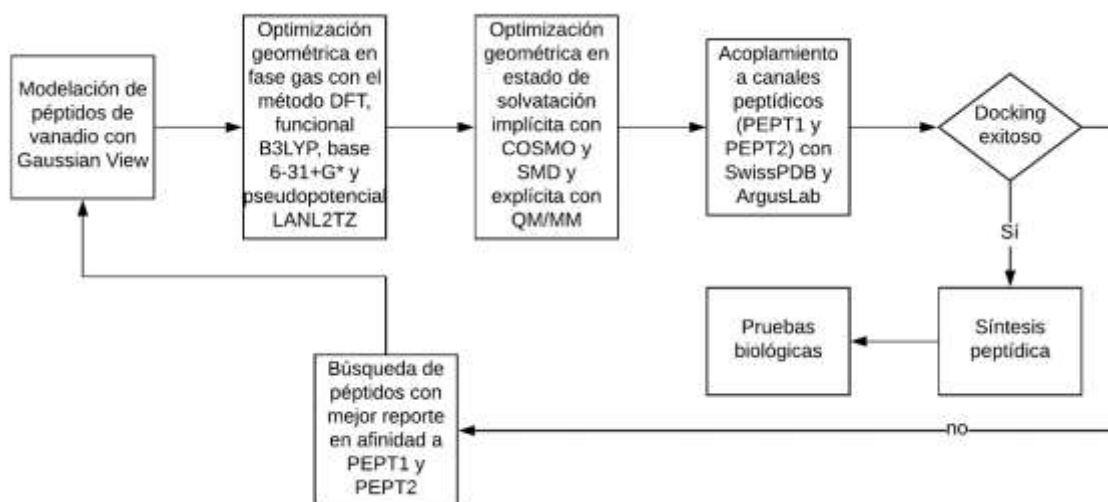 Modelación de
péptidos de
vanadio con
Gaussian View
Optimización
geométrica en
fase gas con el
método DFT,
funcional
B3LYP, base
6-31+G* y
pseudopotencial
LANL2TZ
Optimización
geométrica en
estado de
solvatación
implícita con
COSMO y
SMD y
explícita con
QM/MM
Acoplamiento
a canales
peptídicos
(PEPT1 y
PEPT2) con
SwissPDB y
ArgusLab
Docking
exitoso
Sí
Síntesis
peptídica
Pruebas
biológicas
no
Búsqueda de
péptidos con
mejor reporte
en afinidad a
PEPT1 y
PEPT2